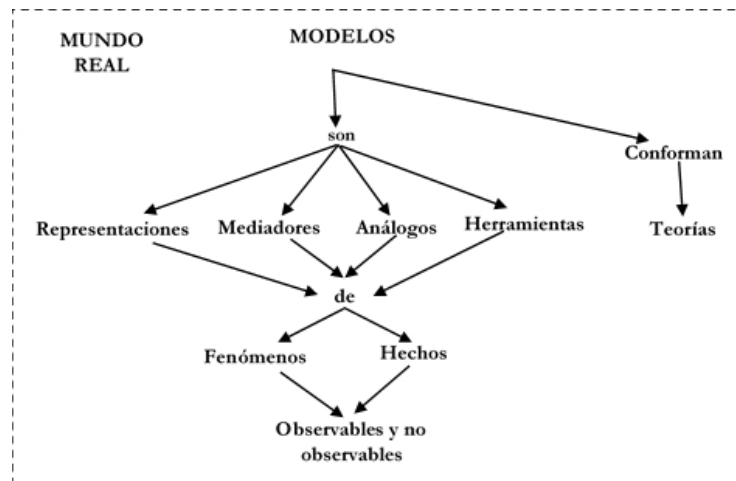 MUNDO
REAL
MODELOS
son
Conforman
Representaciones
Mediadores
Análogos
Herramientas
Teorías
de
Fenómenos
Hechos
Observables y no
observables